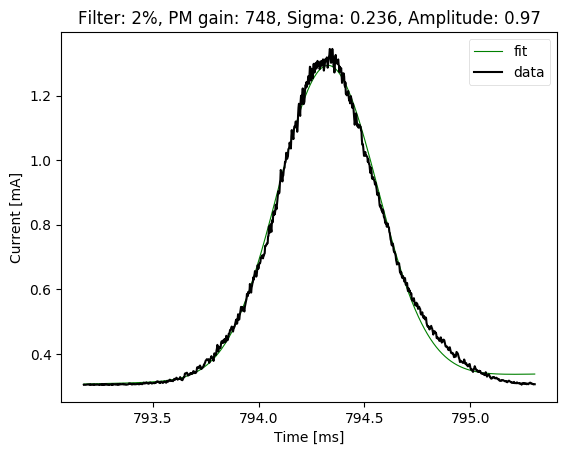 Filter: 2%, PM gain: 748, Sigma: 0.236, Amplitude: 0.97
fit
data
1.2
1.0
0.8
0.6
0.4
Current [mA]
793.5 794.0 794.5 795.0
Time [ms]